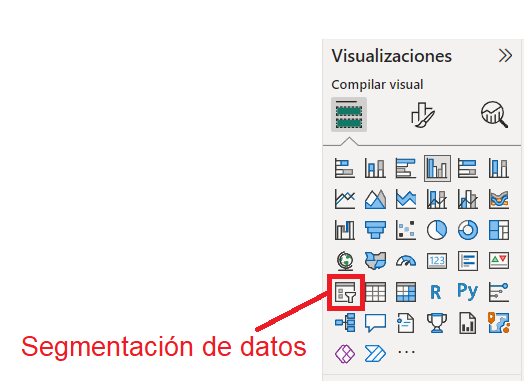 Visualizaciones
Compilar visual
123
R Py
Segmentación de datos